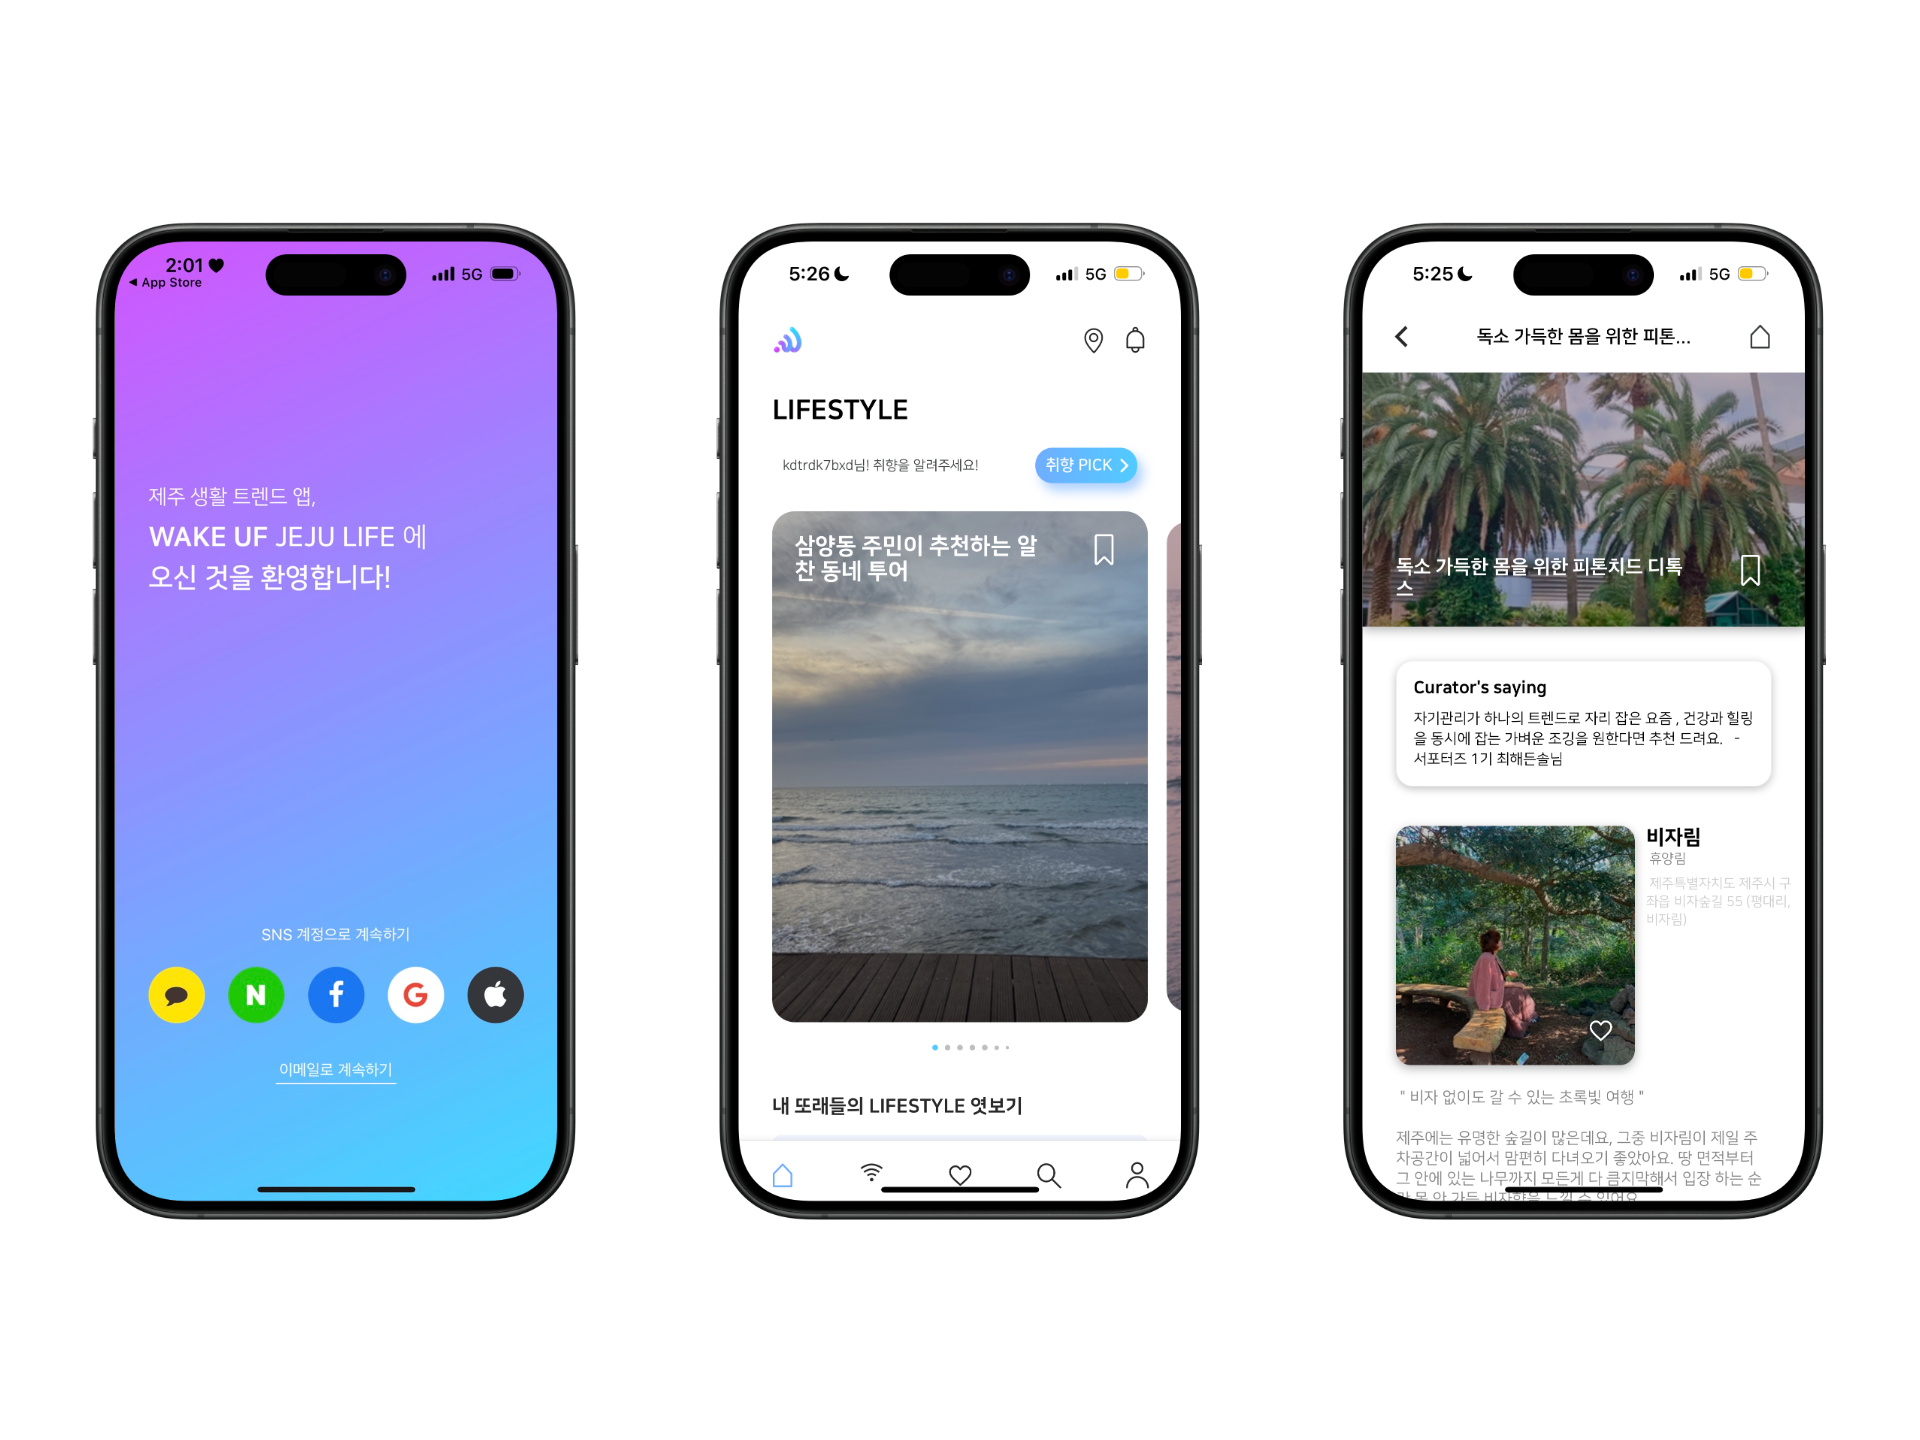 2:01
◀ App Store
5G
제주 생활 트렌드 앱,
WAKE UF JEJU LIFE 에
오신 것을 환영합니다!
SNS 계정으로 계속하기
N
f
G
이메일로 계속하기
5:26
5G
LIFESTYLE
kdtrdk7bxd님! 취향을 알려주세요!
취향 PICK
삼양동 주민이 추천하는 알
찬 동네 투어
내 또래들의 LIFESTYLE 엿보기
5:25
5G
독소 가득한 몸을 위한 피톤...
독소 가득한 몸을 위한 피톤치드 디톡
스
Curator's saying
자기관리가 하나의 트렌드로 자리 잡은 요즘 , 건강과 힐링
을 동시에 잡는 가벼운 조깅을 원한다면 추천 드려요. -
서포터즈 1기 최해든솔님
비자림
휴양림
제주특별자치도 제주시 구
좌읍 비자숲길 55 (평대리,
비자림)
" 비자 없이도 갈 수 있는 초록빛 여행 "
제주에는 유명한 숲길이 많은데요, 그중 비자림이 제일 주
차공간이 넓어서 맘편히 다녀오기 좋았아요. 땅 면적부터
그 안에 있는 나무까지 모든게 다 큼지막해서 입장 하는 순
간 몸 안 가득 비자향을 느낄 수 있어요